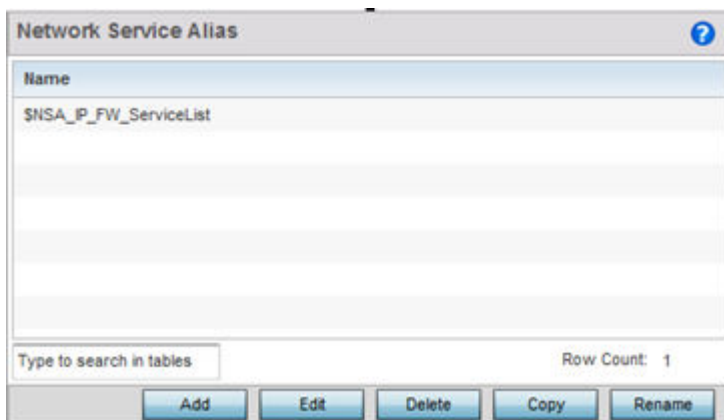 Network Service Alias ?
Name
$NSA_IP_FW_ServiceList
Type to search in tables Row Count: 1
Add Edit Delete Copy Rename